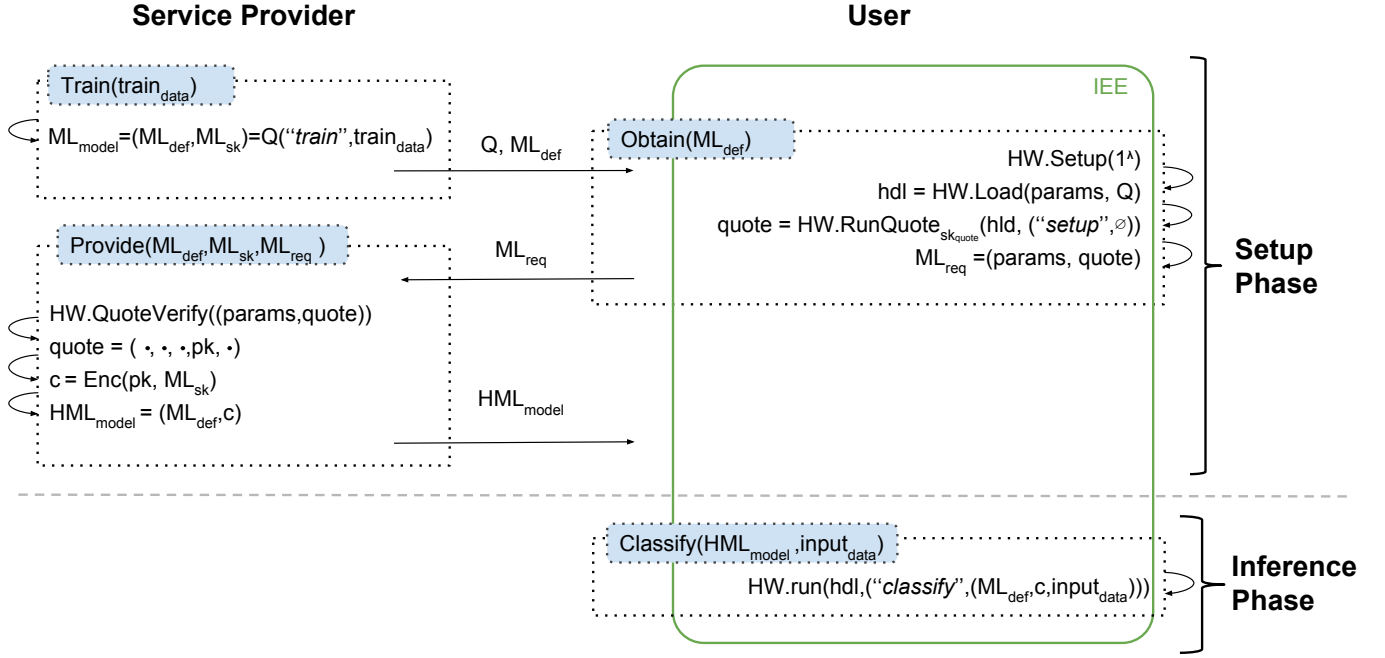 Service Provider
User
Train(train_data)
ML_model=(ML_def,ML_sk)=Q(‘‘train’’,train_data)
Q, ML_def
IEE
Obtain(ML_def)
HW.Setup(1^λ)
hdl = HW.Load(params, Q)
quote = HW.RunQuote_sk_quote(hld, (‘‘setup’’,∅))
ML_req =(params, quote)
Setup
Phase
ML_req
Provide(ML_def,ML_sk,ML_req )
HW.QuoteVerify((params,quote))
quote = ( •, •, •,pk, •)
c = Enc(pk, ML_sk)
HML_model = (ML_def,c)
HML_model
Classify(HML_model ,input_data)
HW.run(hdl,(‘‘classify’’,(ML_def,c,input_data)))
Inference
Phase